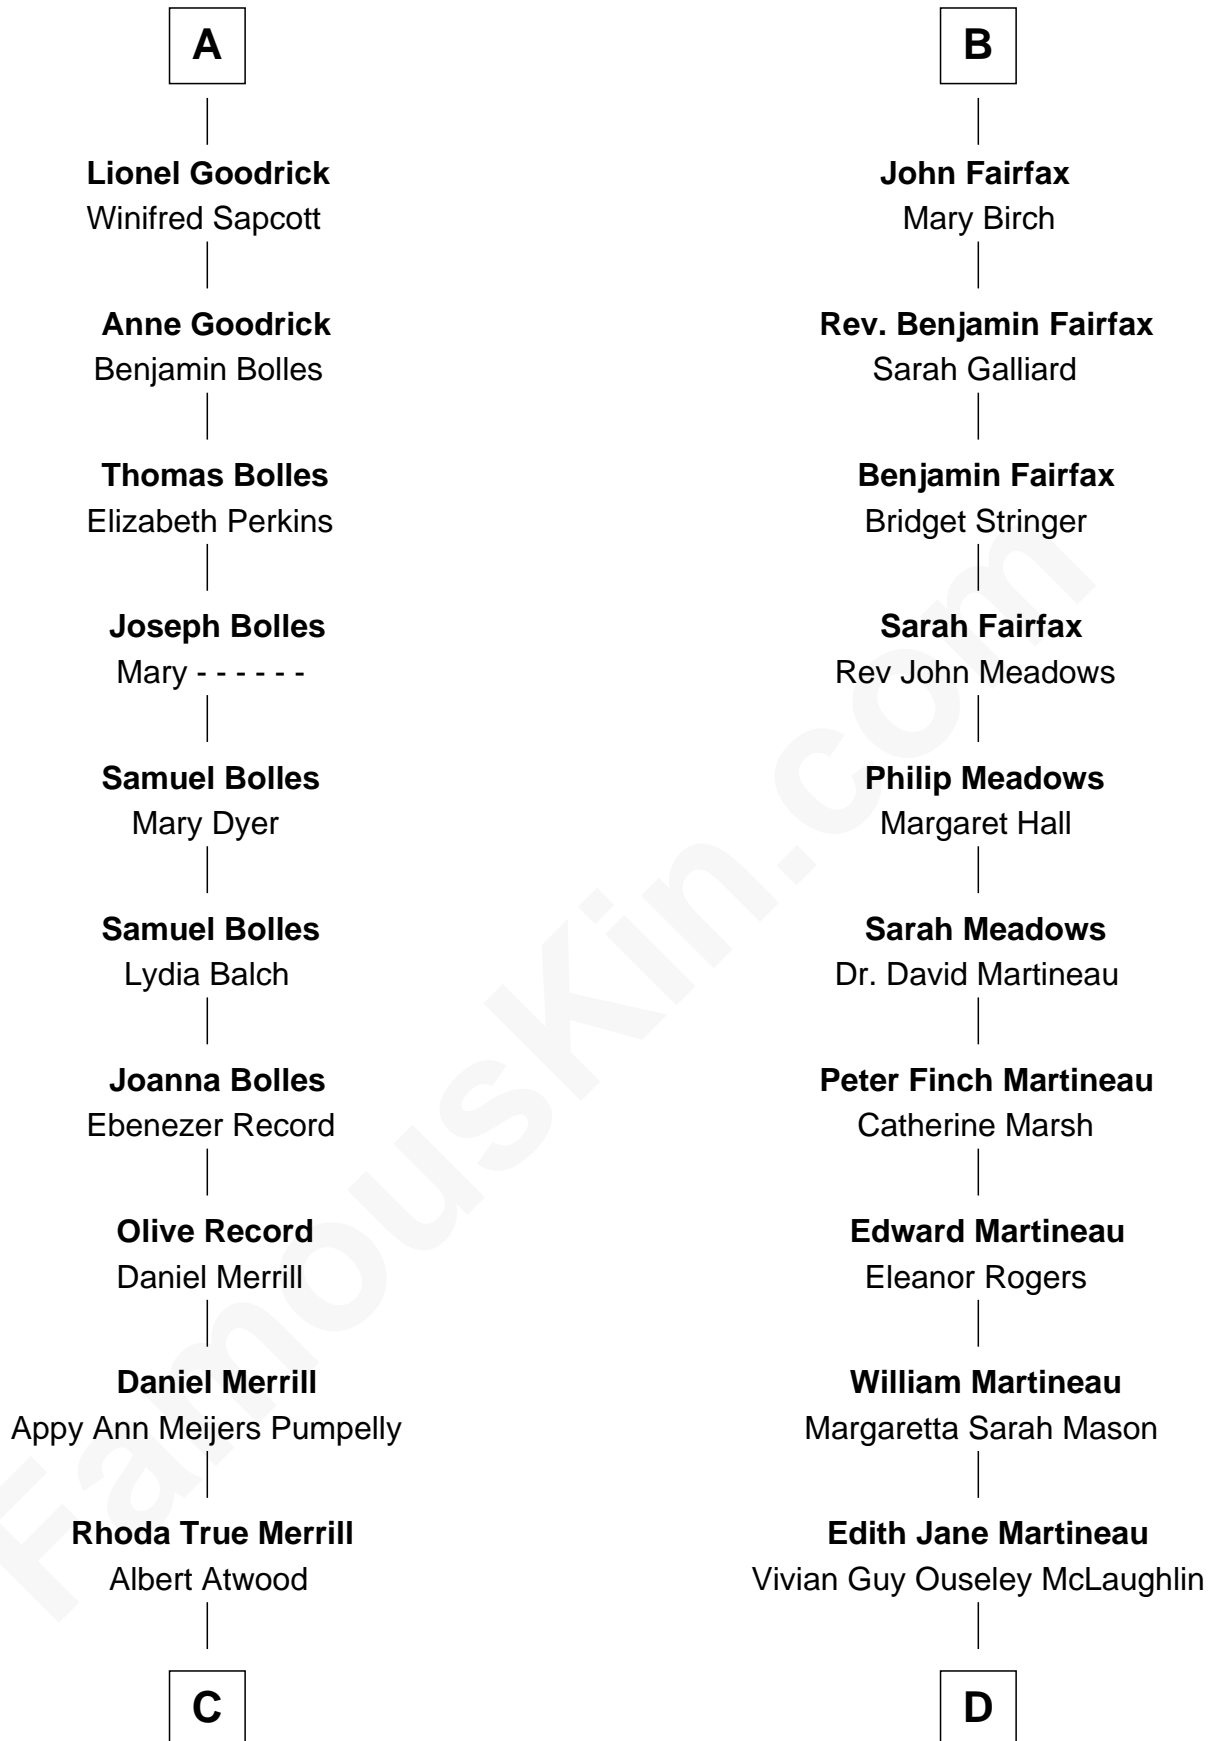 A
Lionel Goodrick
Winifred Sapcott
Anne Goodrick
Benjamin Bolles
Thomas Bolles
Elizabeth Perkins
Joseph Bolles
Mary - - - - - -
Samuel Bolles
Mary Dyer
Samuel Bolles
Lydia Balch
Joanna Bolles
Ebenezer Record
Olive Record
Daniel Merrill
Daniel Merrill
Appy Ann Meijers Pumpelly
Rhoda True Merrill
Albert Atwood
C
B
John Fairfax
Mary Birch
Rev. Benjamin Fairfax
Sarah Galliard
Benjamin Fairfax
Bridget Stringer
Sarah Fairfax
Rev John Meadows
Philip Meadows
Margaret Hall
Sarah Meadows
Dr. David Martineau
Peter Finch Martineau
Catherine Marsh
Edward Martineau
Eleanor Rogers
William Martineau
Margaretta Sarah Mason
Edith Jane Martineau
Vivian Guy Ouseley McLaughlin
D
FamousKin.com